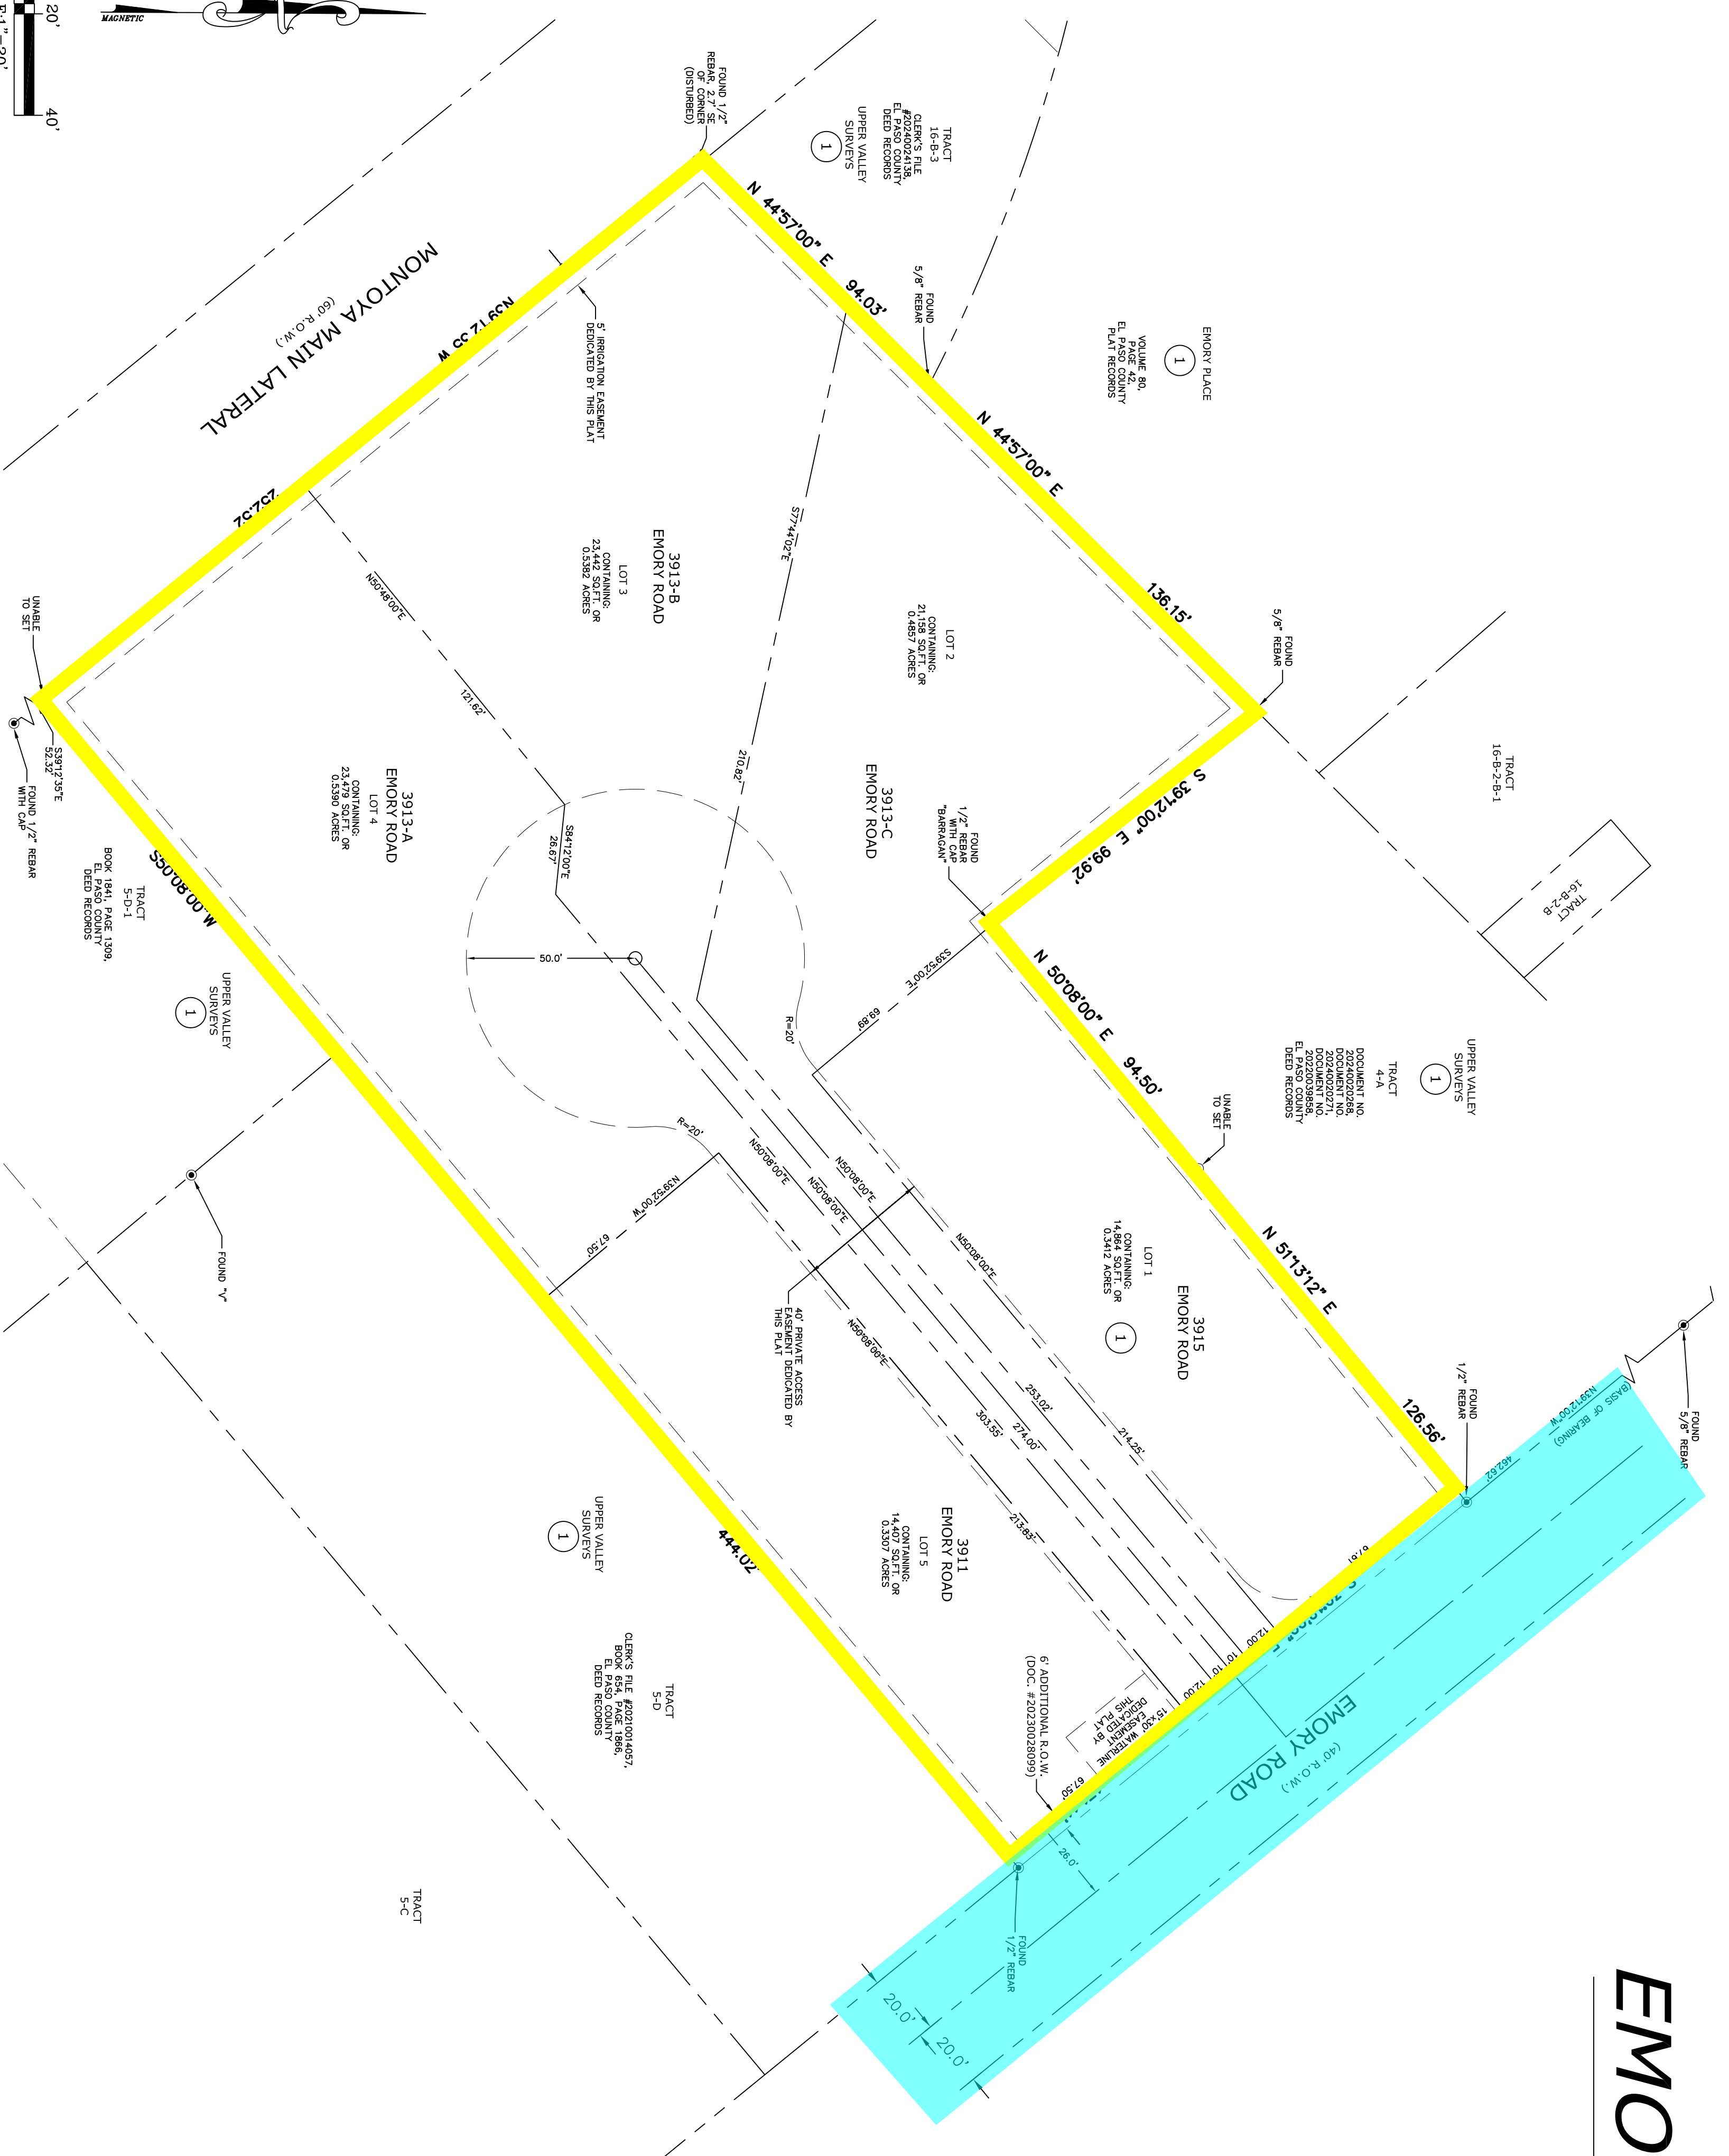 EMO
MAGNETIC
20'
40'
FOUND 1/2"
REBAR, 2.7' SE
OF CORNER
(DISTURBED)
TRACT
16-B-3
CLERK'S FILE
#20240024138,
EL PASO COUNTY
DEED RECORDS
UPPER VALLEY
SURVEYS
1
EMORY PLACE
1
VOLUME 80,
PAGE 42,
EL PASO COUNTY
PLAT RECORDS
N 44°57'00" E 94.03'
FOUND
5/8" REBAR
N 44°57'00" E 136.15'
FOUND
5/8" REBAR
TRACT
16-B-2-B-1
TRACT
16-B-2-B
S 39°12'00" E 99.92'
FOUND
1/2" REBAR
WITH CAP
"BARRAGAN"
N 50°08'00" E 94.50'
UNABLE
TO SET
UPPER VALLEY
SURVEYS
1
TRACT
4-A
DOCUMENT NO.
20240020268,
DOCUMENT NO.
20240020271,
DOCUMENT NO.
20220039858,
EL PASO COUNTY
DEED RECORDS
N 51°13'12" E 126.56'
FOUND
1/2" REBAR
FOUND
5/8" REBAR
N39°12'00"W 462.62'
(BASIS OF BEARING)
MONTOYA MAIN LATERAL
(60' R.O.W.)
252.52
5' IRRIGATION EASEMENT
DEDICATED BY THIS PLAT
S77°44'02"E 210.82'
3913-B
EMORY ROAD
LOT 3
CONTAINING:
23,442 SQ.FT. OR
0.5382 ACRES
LOT 2
CONTAINING:
21,158 SQ.FT. OR
0.4857 ACRES
3913-C
EMORY ROAD
N50°48'00"E 121.62'
S84°12'00"E
26.67'
3913-A
EMORY ROAD
LOT 4
CONTAINING:
23,479 SQ.FT. OR
0.5390 ACRES
50.0'
R=20'
R=20'
S39°52'00"E 69.89'
N39°52'00"W 67.50'
UNABLE
TO SET
S39°12'35"E
52.32'
FOUND 1/2" REBAR
WITH CAP
TRACT
5-D-1
BOOK 1841, PAGE 1309,
EL PASO COUNTY
DEED RECORDS
UPPER VALLEY
SURVEYS
1
S50°08'00"W 444.02'
FOUND "V"
N50°08'00"E 214.25'
N50°08'00"E 253.02'
N50°08'00"E 274.00'
N50°08'00"E 303.55'
N50°08'00"E 213.83'
40' PRIVATE ACCESS
EASEMENT DEDICATED BY
THIS PLAT
3915
EMORY ROAD
LOT 1
CONTAINING:
14,864 SQ.FT. OR
0.3412 ACRES
1
3911
EMORY ROAD
LOT 5
CONTAINING:
14,407 SQ.FT. OR
0.3307 ACRES
12.00'
10'
10'
12.00'
67.50'
15'x30' WATERLINE
EASEMENT
DEDICATED BY
THIS PLAT
6' ADDITIONAL R.O.W.
(DOC. #20230028099)
EMORY ROAD
(40' R.O.W.)
26.0'
FOUND
1/2" REBAR
20.0'
20.0'
UPPER VALLEY
SURVEYS
1
TRACT
5-D
CLERK'S FILE #20210014057,
BOOK 654, PAGE 1866,
EL PASO COUNTY
DEED RECORDS
TRACT
5-C